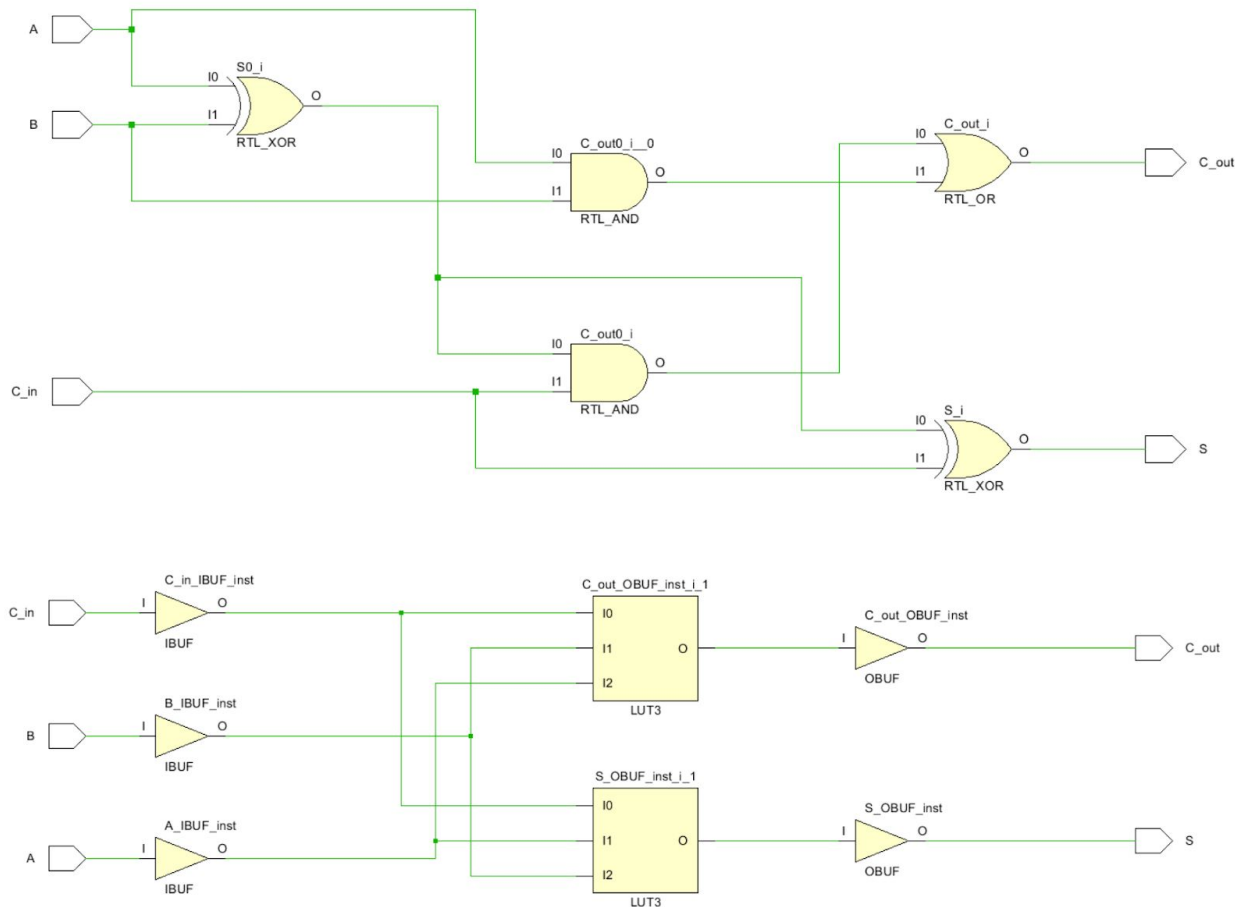 A
S0_i
I0
O
I1
RTL_XOR
B
C_out0_i__0
I0
O
I1
RTL_AND
C_out_i
I0
O
I1
RTL_OR
C_out
C_out0_i
I0
O
I1
RTL_AND
C_in
S_i
I0
O
I1
RTL_XOR
S
C_in
C_in_IBUF_inst
I
O
IBUF
C_out_OBUF_inst_i_1
I0
I1
O
I2
LUT3
C_out_OBUF_inst
I
O
OBUF
C_out
B
B_IBUF_inst
I
O
IBUF
S_OBUF_inst_i_1
I0
I1
O
I2
LUT3
S_OBUF_inst
I
O
OBUF
S
A
A_IBUF_inst
I
O
IBUF